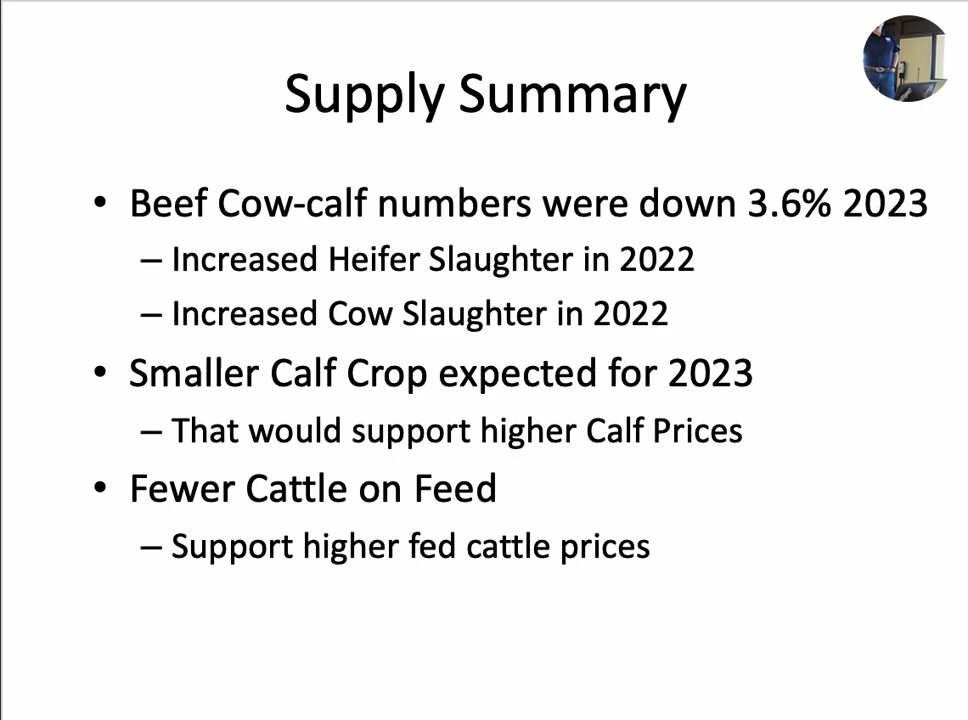 Supply Summary
• Beef Cow-calf numbers were down 3.6% 2023
– Increased Heifer Slaughter in 2022
– Increased Cow Slaughter in 2022
• Smaller Calf Crop expected for 2023
– That would support higher Calf Prices
• Fewer Cattle on Feed
– Support higher fed cattle prices